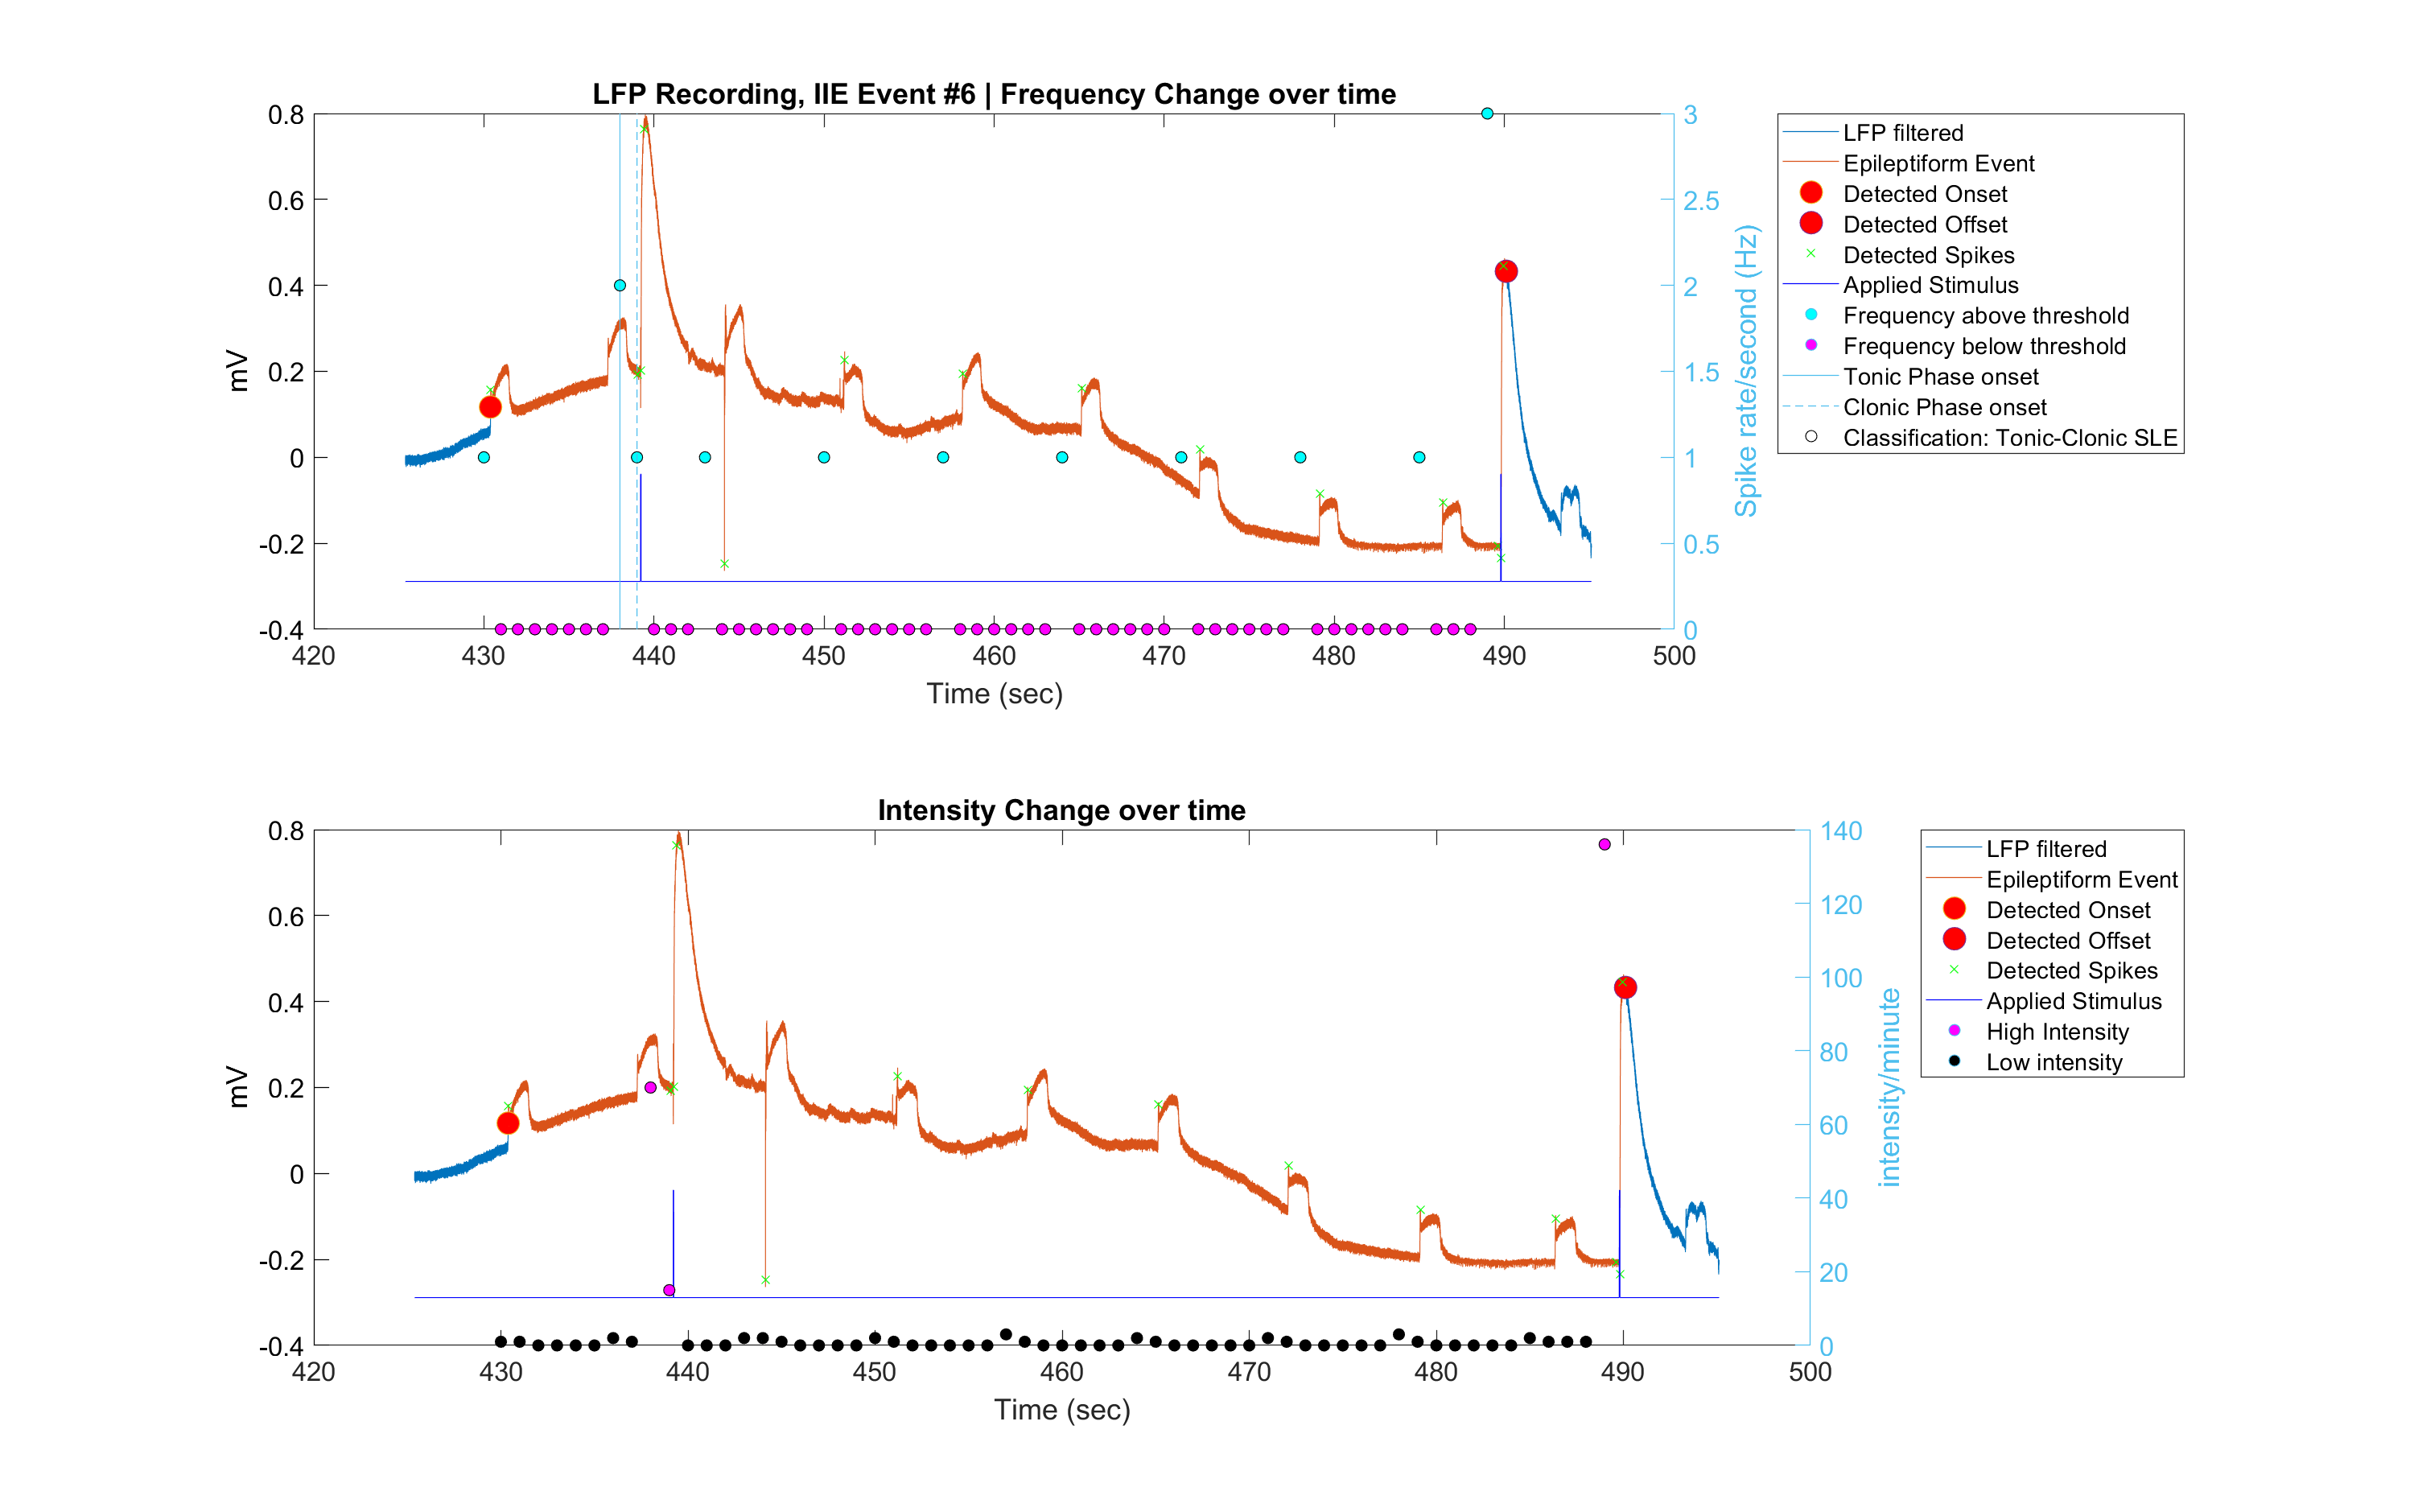 LFP Recording, IIE Event #6 | Frequency Change over time
0.8
0.6
0.4
0.2
0
-0.2
-0.4
mV
420 430 440 450 460 470 480 490 500
Time (sec)
3
2.5
2
1.5
1
0.5
0
Spike rate/second (Hz)
LFP filtered
Epileptiform Event
Detected Onset
Detected Offset
Detected Spikes
Applied Stimulus
Frequency above threshold
Frequency below threshold
Tonic Phase onset
Clonic Phase onset
Classification: Tonic-Clonic SLE
Intensity Change over time
0.8
0.6
0.4
0.2
0
-0.2
-0.4
mV
420 430 440 450 460 470 480 490 500
Time (sec)
140
120
100
80
60
40
20
0
intensity/minute
LFP filtered
Epileptiform Event
Detected Onset
Detected Offset
Detected Spikes
Applied Stimulus
High Intensity
Low intensity